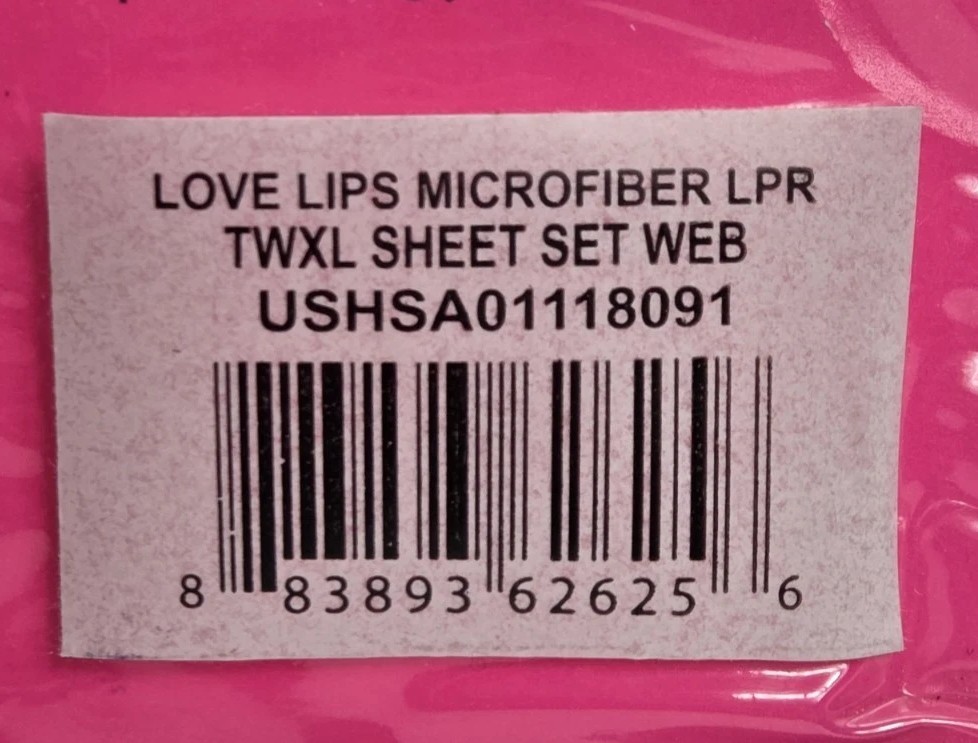 LOVE LIPS MICROFIBER LPR
TWXL SHEET SET WEB
USHSA01118091
8 83893 62625 6